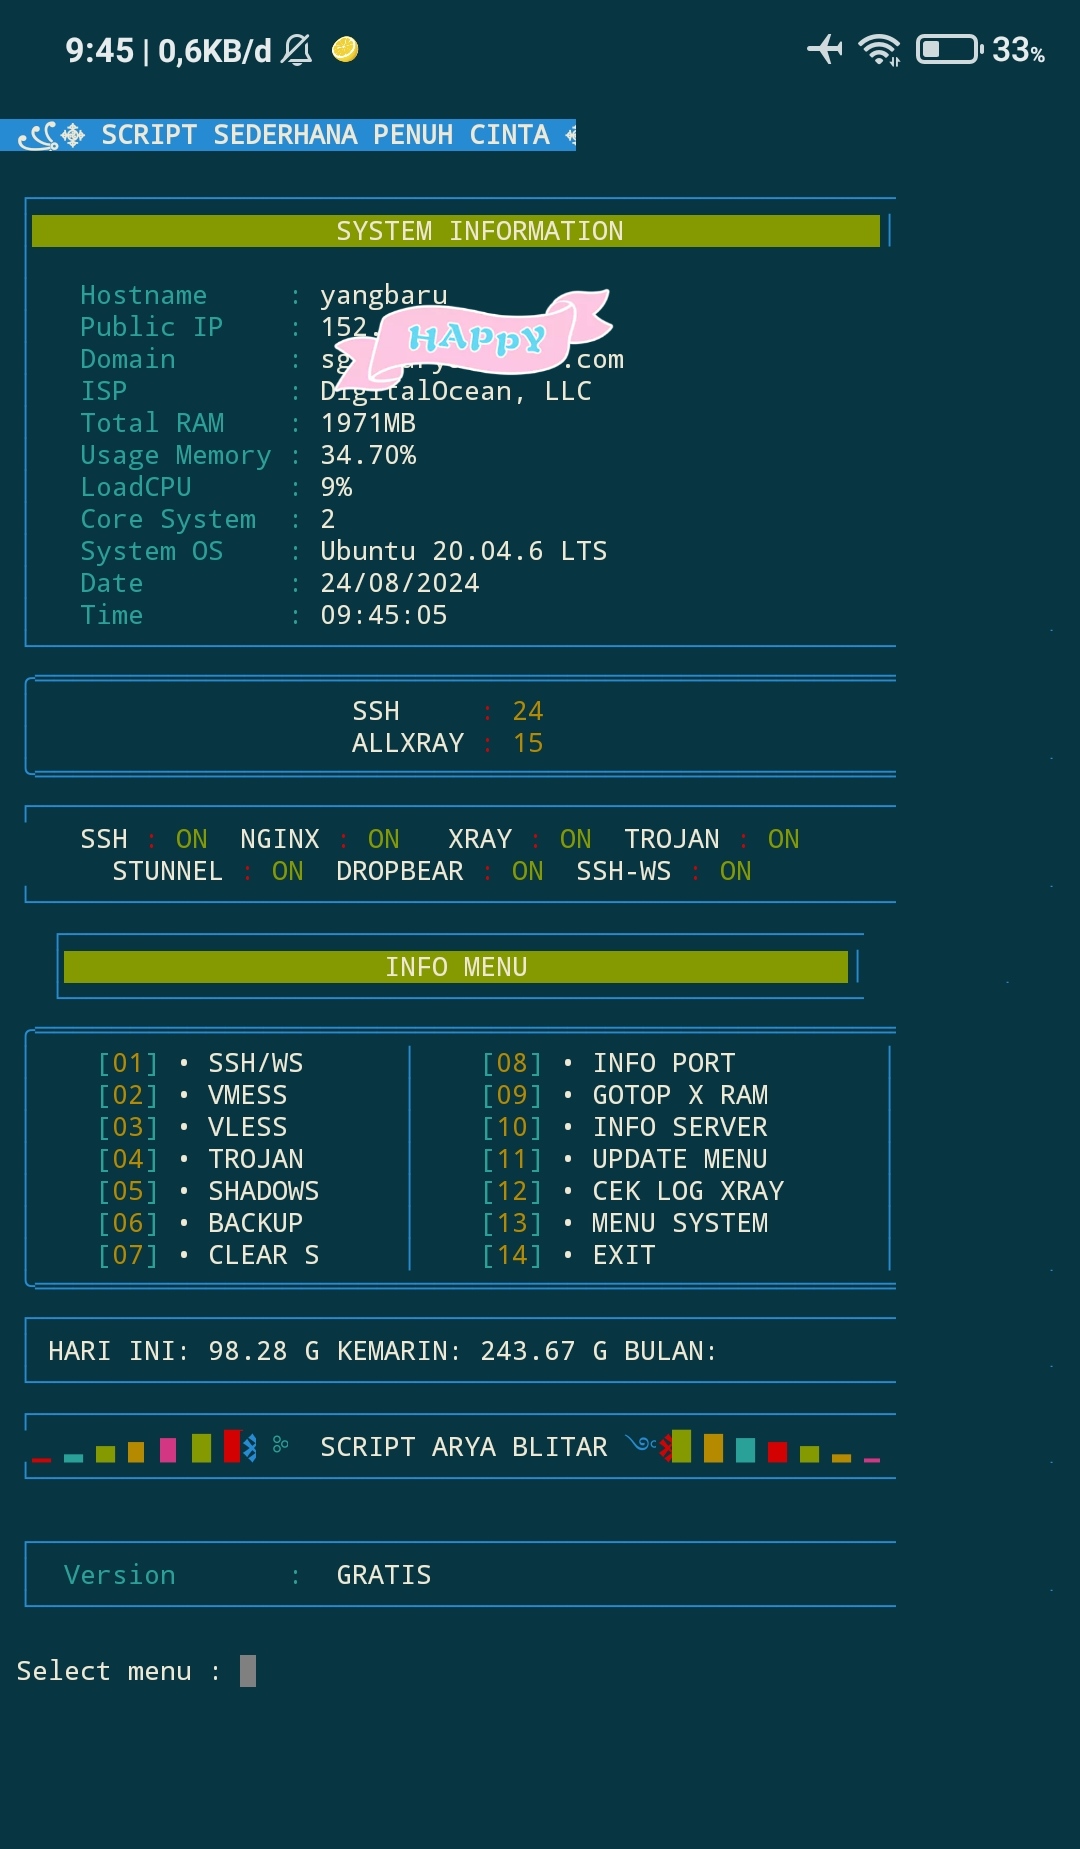 9:45 | 0,6KB/d 33%
SCRIPT SEDERHANA PENUH CINTA
SYSTEM INFORMATION
Hostname : yangbaru
Public IP : 152.
HAppY
Domain : sg .com
ISP : DigitalOcean, LLC
Total RAM : 1971MB
Usage Memory : 34.70%
LoadCPU : 9%
Core System : 2
System OS : Ubuntu 20.04.6 LTS
Date : 24/08/2024
Time : 09:45:05
SSH : 24
ALLXRAY : 15
SSH : ON NGINX : ON XRAY : ON TROJAN : ON
STUNNEL : ON DROPBEAR : ON SSH-WS : ON
INFO MENU
[01] • SSH/WS [08] • INFO PORT
[02] • VMESS [09] • GOTOP X RAM
[03] • VLESS [10] • INFO SERVER
[04] • TROJAN [11] • UPDATE MENU
[05] • SHADOWS [12] • CEK LOG XRAY
[06] • BACKUP [13] • MENU SYSTEM
[07] • CLEAR S [14] • EXIT
HARI INI: 98.28 G KEMARIN: 243.67 G BULAN:
SCRIPT ARYA BLITAR
Version : GRATIS
Select menu :